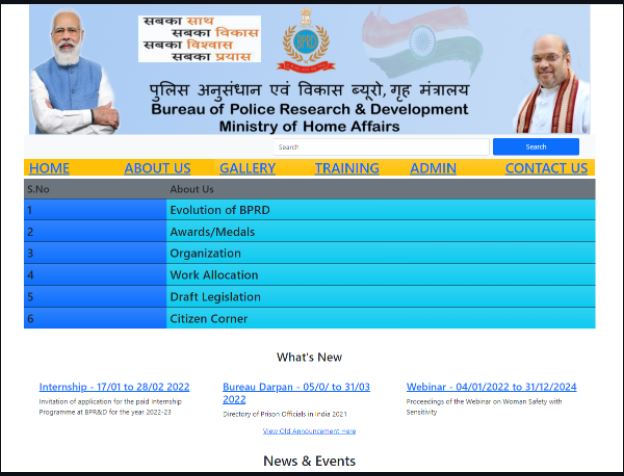 सबका साथ
सबका विकास
सबका विश्वास
सबका प्रयास
BPRD
पुलिस अनुसंधान एवं विकास ब्यूरो, गृह मंत्रालय
Bureau of Police Research & Development
Ministry of Home Affairs
Search Search
HOME ABOUT US GALLERY TRAINING ADMIN CONTACT US
S.No About Us
1 Evolution of BPRD
2 Awards/Medals
3 Organization
4 Work Allocation
5 Draft Legislation
6 Citizen Corner
What's New
Internship - 17/01 to 28/02 2022
Invitation of application for the paid internship
Programme at BPR&D for the year 2022-23
Bureau Darpan - 05/0/ to 31/03
2022
Directory of Prison Officials in India 2021
Webinar - 04/01/2022 to 31/12/2024
Proceedings of the Webinar on Woman Safety with
Sensitivity
View Old Announcement Here
News & Events